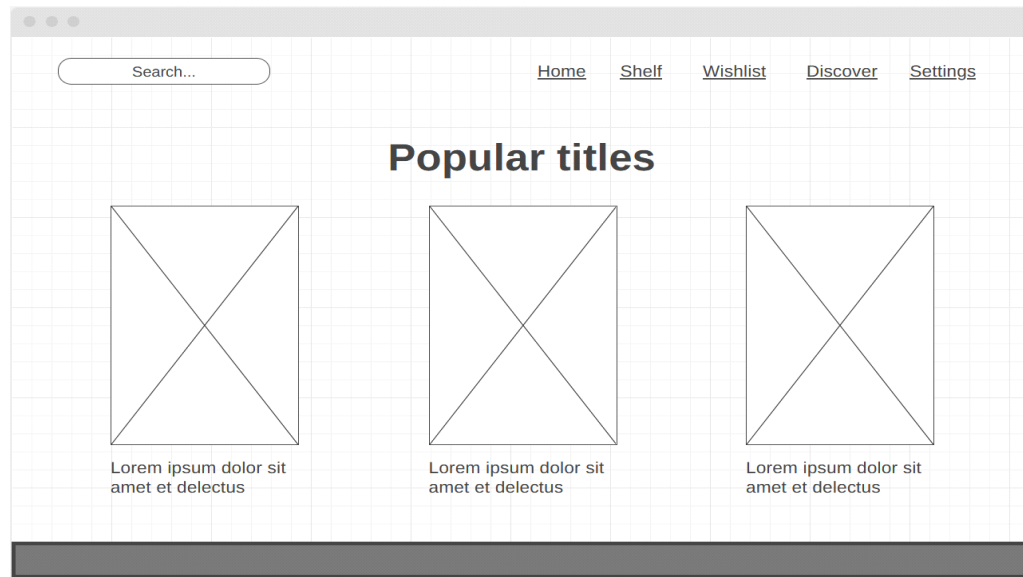 Search...
Home Shelf Wishlist Discover Settings
Popular titles
Lorem ipsum dolor sit
amet et delectus
Lorem ipsum dolor sit
amet et delectus
Lorem ipsum dolor sit
amet et delectus